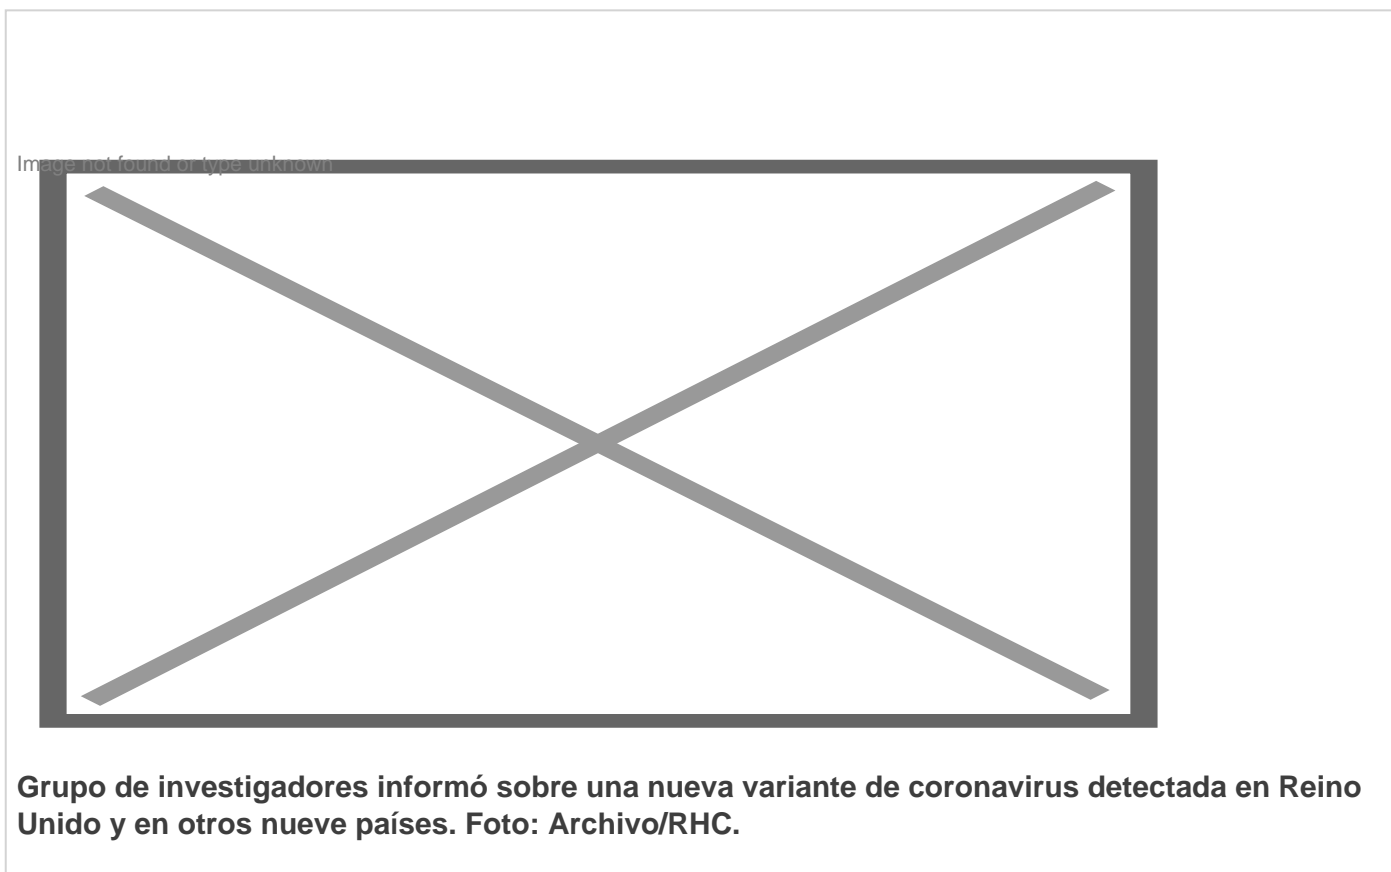 Image not found or type unknown
Grupo de investigadores informó sobre una nueva variante de coronavirus detectada en Reino
Unido y en otros nueve países. Foto: Archivo/RHC.